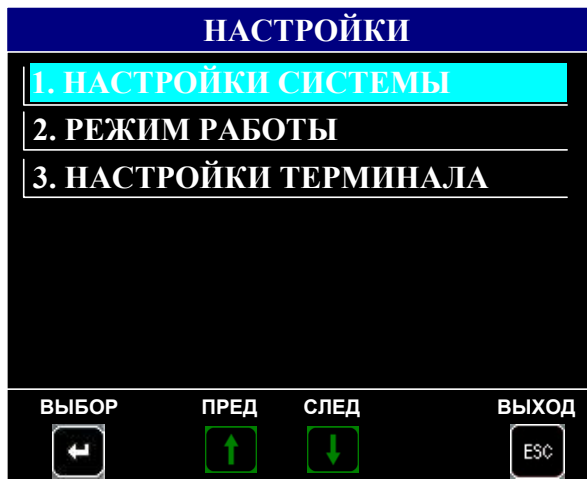 НАСТРОЙКИ
1. НАСТРОЙКИ СИСТЕМЫ
2. РЕЖИМ РАБОТЫ
3. НАСТРОЙКИ ТЕРМИНАЛА
ВЫБОР ПРЕД СЛЕД ВЫХОД
ESC